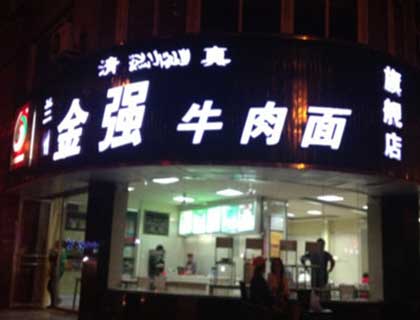 清 真
金强 牛肉面
旗舰店